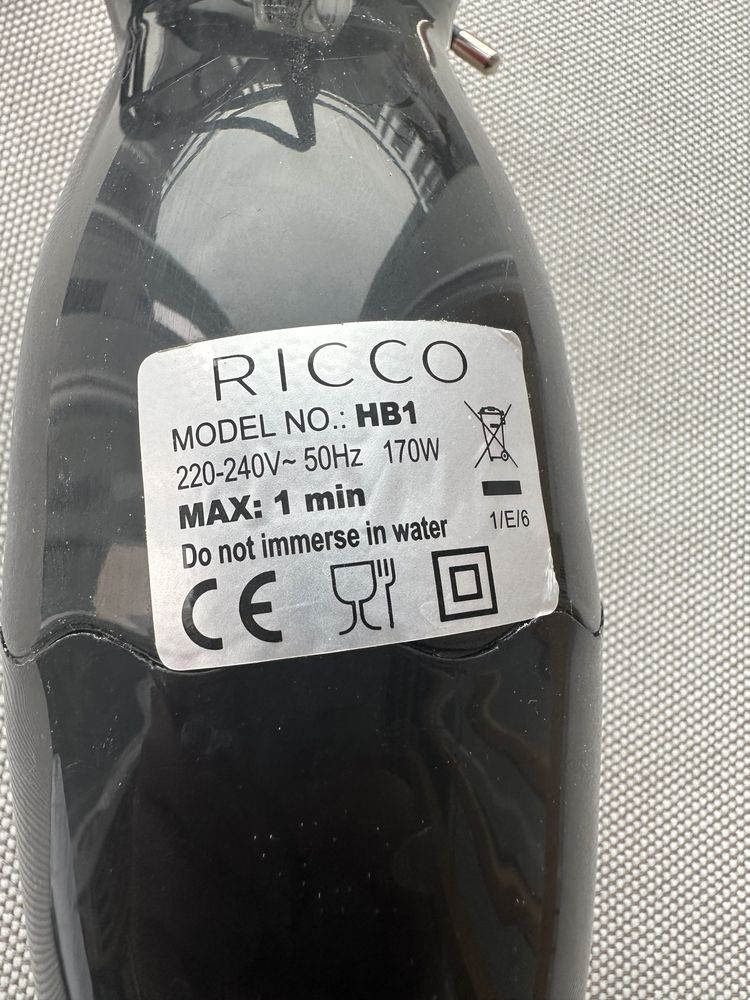 RICCO
MODEL NO.: HB1
220-240V~ 50Hz 170W
MAX: 1 min
Do not immerse in water
1/E/6
CE